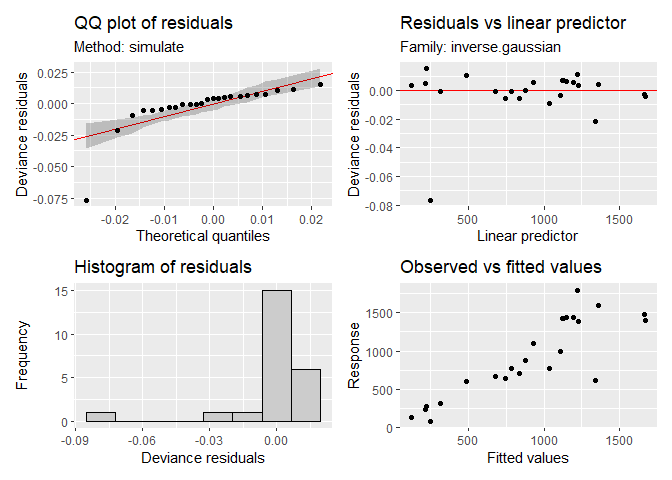 QQ plot of residuals
Method: simulate
Deviance residuals
0.025
0.000
-0.025
-0.050
-0.075
-0.02
-0.01
0.00
0.01
0.02
Theoretical quantiles
Residuals vs linear predictor
Family: inverse.gaussian
Deviance residuals
0.00
-0.02
-0.04
-0.06
-0.08
500
1000
1500
Linear predictor
Histogram of residuals
Frequency
15
10
5
0
-0.09
-0.06
-0.03
0.00
Deviance residuals
Observed vs fitted values
Response
1500
1000
500
0
500
1000
1500
Fitted values